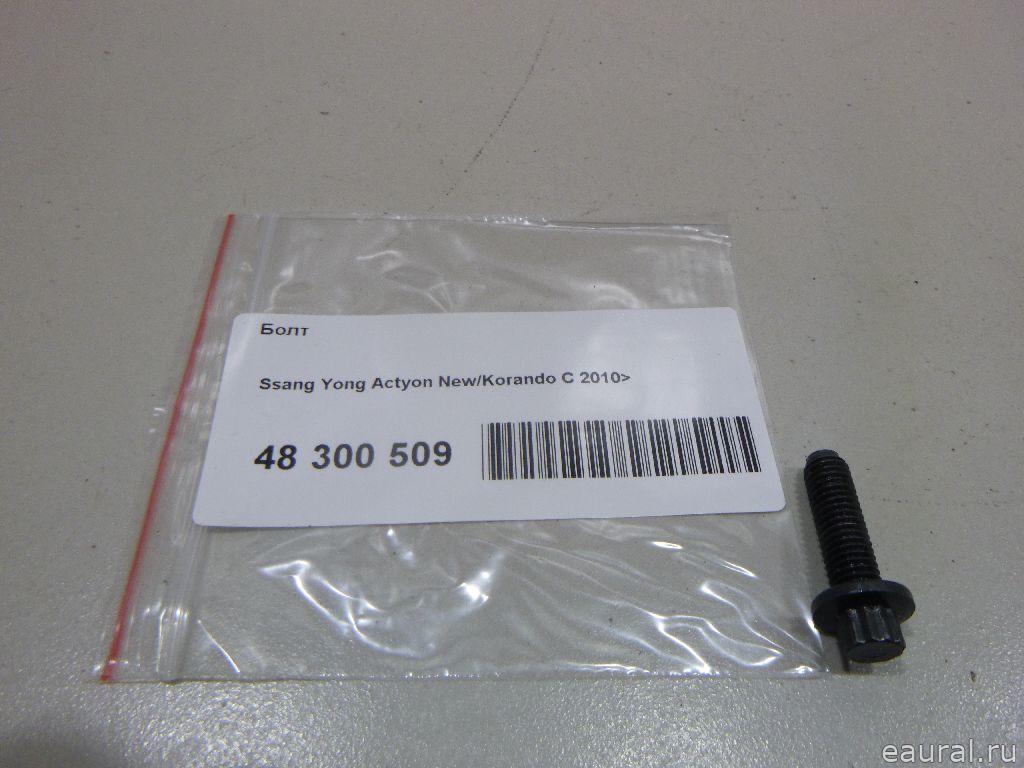 Болт
Ssang Yong Actyon New/Korando C 2010>
48 300 509
eaural.ru